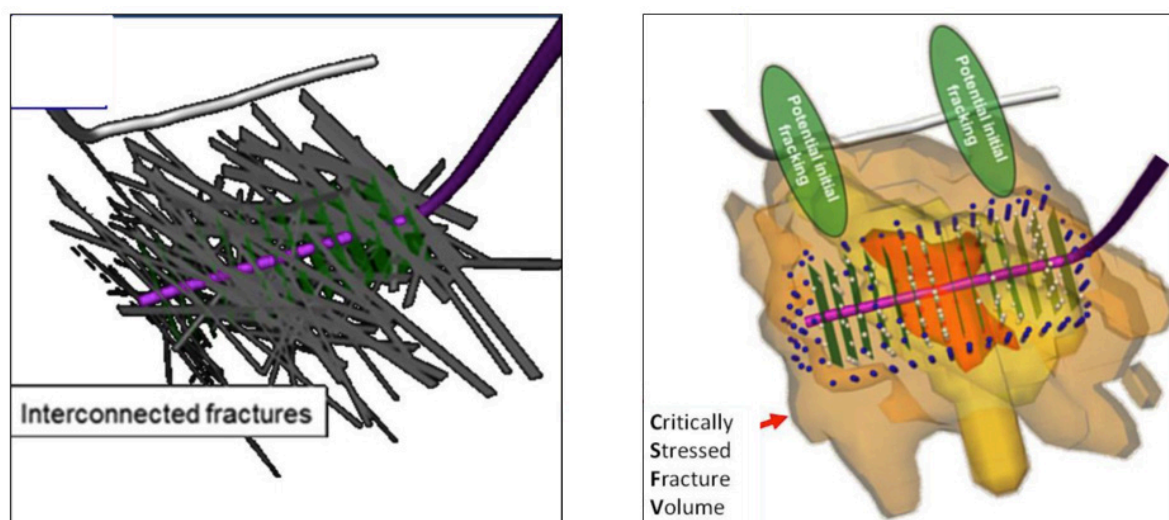 Interconnected fractures
Potential initial
fracking
Potential initial
fracking
Critically
Stressed
Fracture
Volume